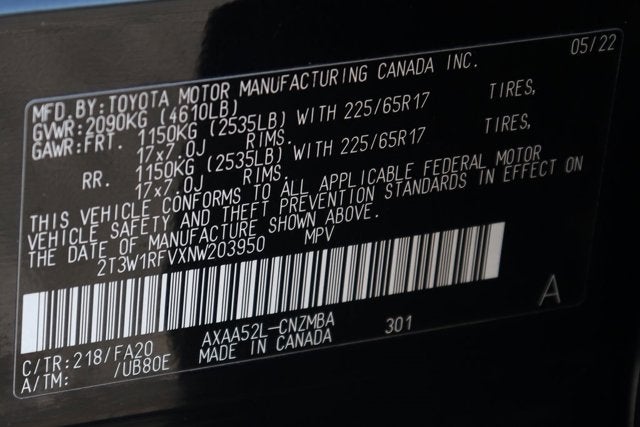 05/22
MFD.BY:TOYOTA MOTOR MANUFACTURING CANADA INC.
GVWR:2090KG (4610LB)
GAWR:FRT. 1150KG (2535LB) WITH 225/65R17 TIRES,
17x7.0J RIMS.
RR. 1150KG (2535LB) WITH 225/65R17 TIRES,
17x7.0J RIMS.
THIS VEHICLE CONFORMS TO ALL APPLICABLE FEDERAL MOTOR
VEHICLE SAFETY AND THEFT PREVENTION STANDARDS IN EFFECT ON
THE DATE OF MANUFACTURE SHOWN ABOVE.
2T3W1RFVXNW203950 MPV
A
C/TR:218/FA20 AXAA52L-CNZMBA 301
A/TM: /UB80E MADE IN CANADA